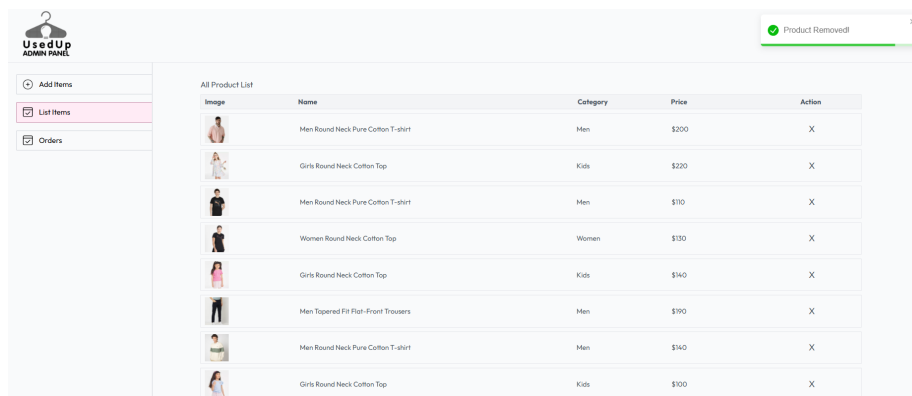 UsedUp
ADMIN PANEL
Product Removed!
Add Items
List Items
Orders
All Product List
Image Name Category Price Action
Men Round Neck Pure Cotton T-shirt Men $200 X
Girls Round Neck Cotton Top Kids $220 X
Men Round Neck Pure Cotton T-shirt Men $110 X
Women Round Neck Cotton Top Women $130 X
Girls Round Neck Cotton Top Kids $140 X
Men Tapered Fit Flat-Front Trousers Men $190 X
Men Round Neck Pure Cotton T-shirt Men $140 X
Girls Round Neck Cotton Top Kids $100 X